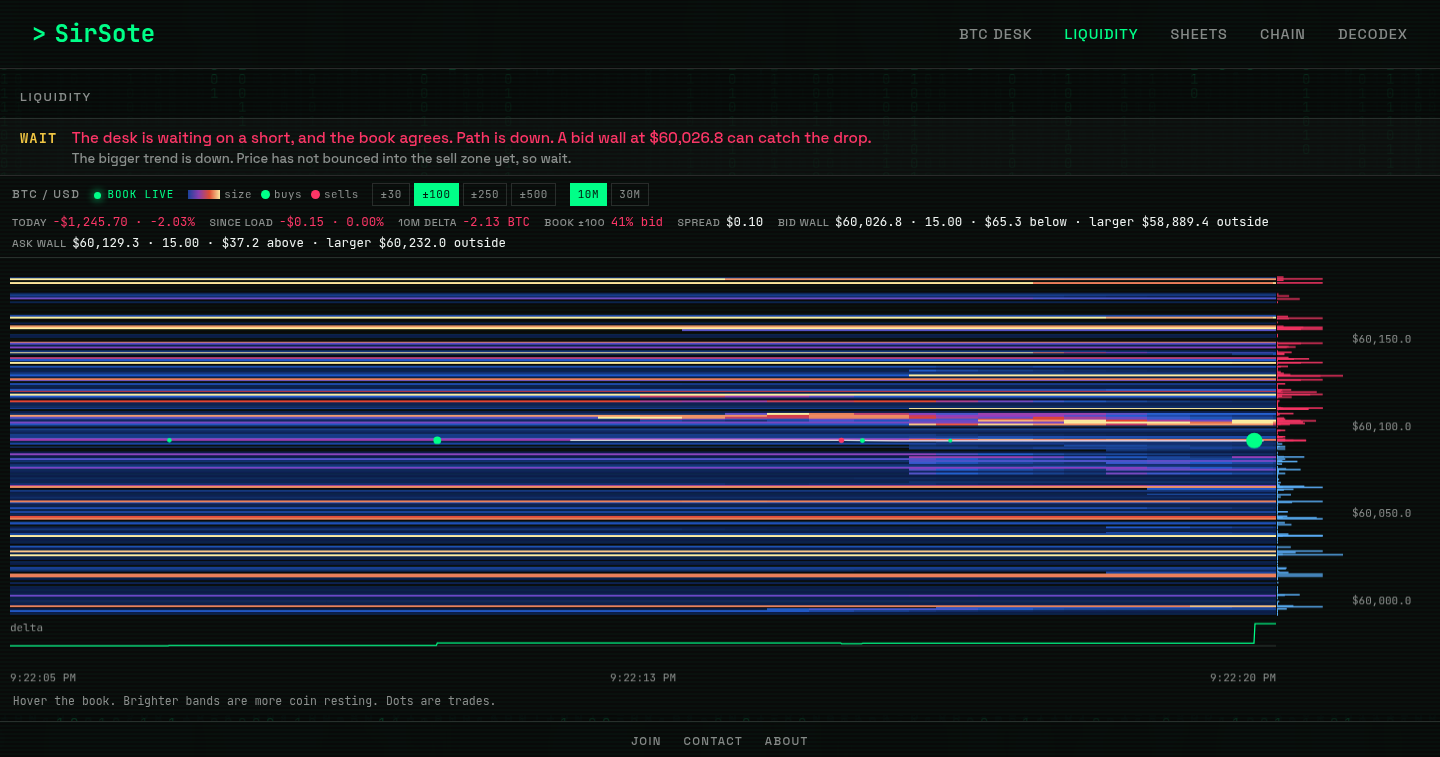 > SirSote
BTC DESK LIQUIDITY SHEETS CHAIN DECODEX
LIQUIDITY
WAIT The desk is waiting on a short, and the book agrees. Path is down. A bid wall at $60,026.8 can catch the drop.
The bigger trend is down. Price has not bounced into the sell zone yet, so wait.
BTC / USD BOOK LIVE size buys sells ±30 ±100 ±250 ±500 10M 30M
TODAY -$1,245.70 · -2.03% SINCE LOAD -$0.15 · 0.00% 10M DELTA -2.13 BTC BOOK ±100 41% bid SPREAD $0.10 BID WALL $60,026.8 · 15.00 · $65.3 below · larger $58,889.4 outside
ASK WALL $60,129.3 · 15.00 · $37.2 above · larger $60,232.0 outside
$60,150.0
$60,100.0
$60,050.0
$60,000.0
delta
9:22:05 PM 9:22:13 PM 9:22:20 PM
Hover the book. Brighter bands are more coin resting. Dots are trades.
JOIN CONTACT ABOUT